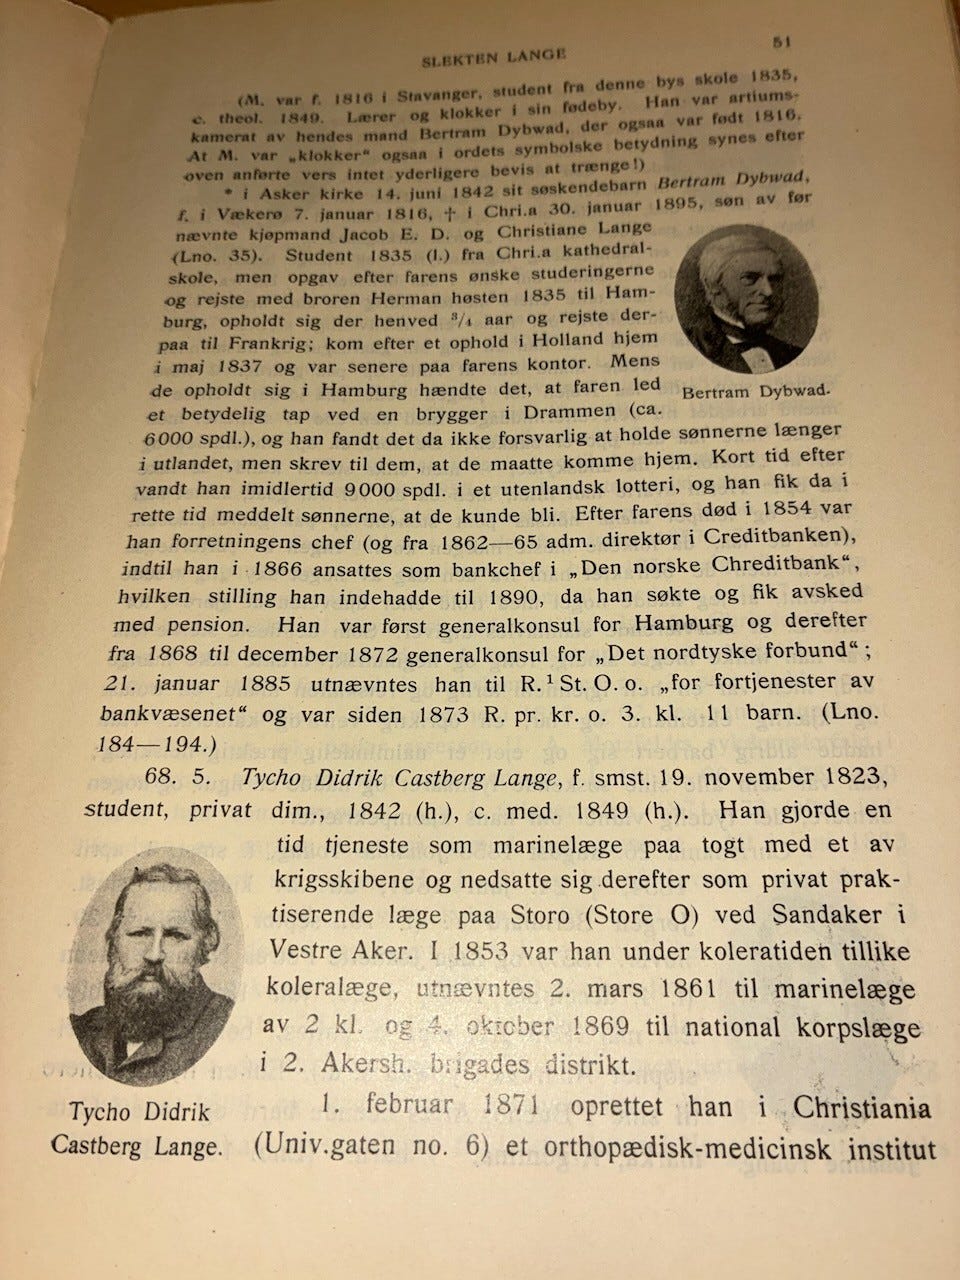 SLEKTEN LANGE
51
(M. var f. 1816 i Stavanger, student fra denne bys skole 1835,
c. theol. 1849. Lærer og klokker i sin fødeby. Han var artiums-
kamerat av hendes mand Bertram Dybwad, der ogsaa var født 1816.
At M. var „klokker“ ogsaa i ordets symbolske betydning synes efter
oven anførte vers intet yderligere bevis at trænge!)
* i Asker kirke 14. juni 1842 sit søskendebarn Bertram Dybwad,
f. i Vækerø 7. januar 1816, † i Chri.a 30. januar 1895, søn av før
nævnte kjøpmand Jacob E. D. og Christiane Lange
(Lno. 35). Student 1835 (l.) fra Chri.a kathedral-
skole, men opgav efter farens ønske studeringerne
og rejste med broren Herman høsten 1835 til Ham-
burg, opholdt sig der henved ³/₄ aar og rejste der-
paa til Frankrig; kom efter et ophold i Holland hjem
i maj 1837 og var senere paa farens kontor. Mens
de opholdt sig i Hamburg hændte det, at faren led
et betydelig tap ved en brygger i Drammen (ca.
6000 spdl.), og han fandt det da ikke forsvarlig at holde sønnerne længer
i utlandet, men skrev til dem, at de maatte komme hjem. Kort tid efter
vandt han imidlertid 9000 spdl. i et utenlandsk lotteri, og han fik da i
rette tid meddelt sønnerne, at de kunde bli. Efter farens død i 1854 var
han forretningens chef (og fra 1862—65 adm. direktør i Creditbanken),
indtil han i 1866 ansattes som bankchef i „Den norske Chreditbank“,
hvilken stilling han indehadde til 1890, da han søkte og fik avsked
med pension. Han var først generalkonsul for Hamburg og derefter
fra 1868 til december 1872 generalkonsul for „Det nordtyske forbund“;
21. januar 1885 utnævntes han til R.¹ St. O. o. „for fortjenester av
bankvæsenet“ og var siden 1873 R. pr. kr. o. 3. kl. 11 barn. (Lno.
184—194.)
Bertram Dybwad.
68. 5. Tycho Didrik Castberg Lange, f. smst. 19. november 1823,
student, privat dim., 1842 (h.), c. med. 1849 (h.). Han gjorde en
tid tjeneste som marinelæge paa togt med et av
krigsskibene og nedsatte sig derefter som privat prak-
tiserende læge paa Storo (Store O) ved Sandaker i
Vestre Aker. I 1853 var han under koleratiden tillike
koleralæge, utnævntes 2. mars 1861 til marinelæge
av 2 kl. og 4. oktober 1869 til national korpslæge
i 2. Akersh. brigades distrikt.
1. februar 1871 oprettet han i Christiania
(Univ.gaten no. 6) et orthopædisk-medicinsk institut
Tycho Didrik
Castberg Lange.